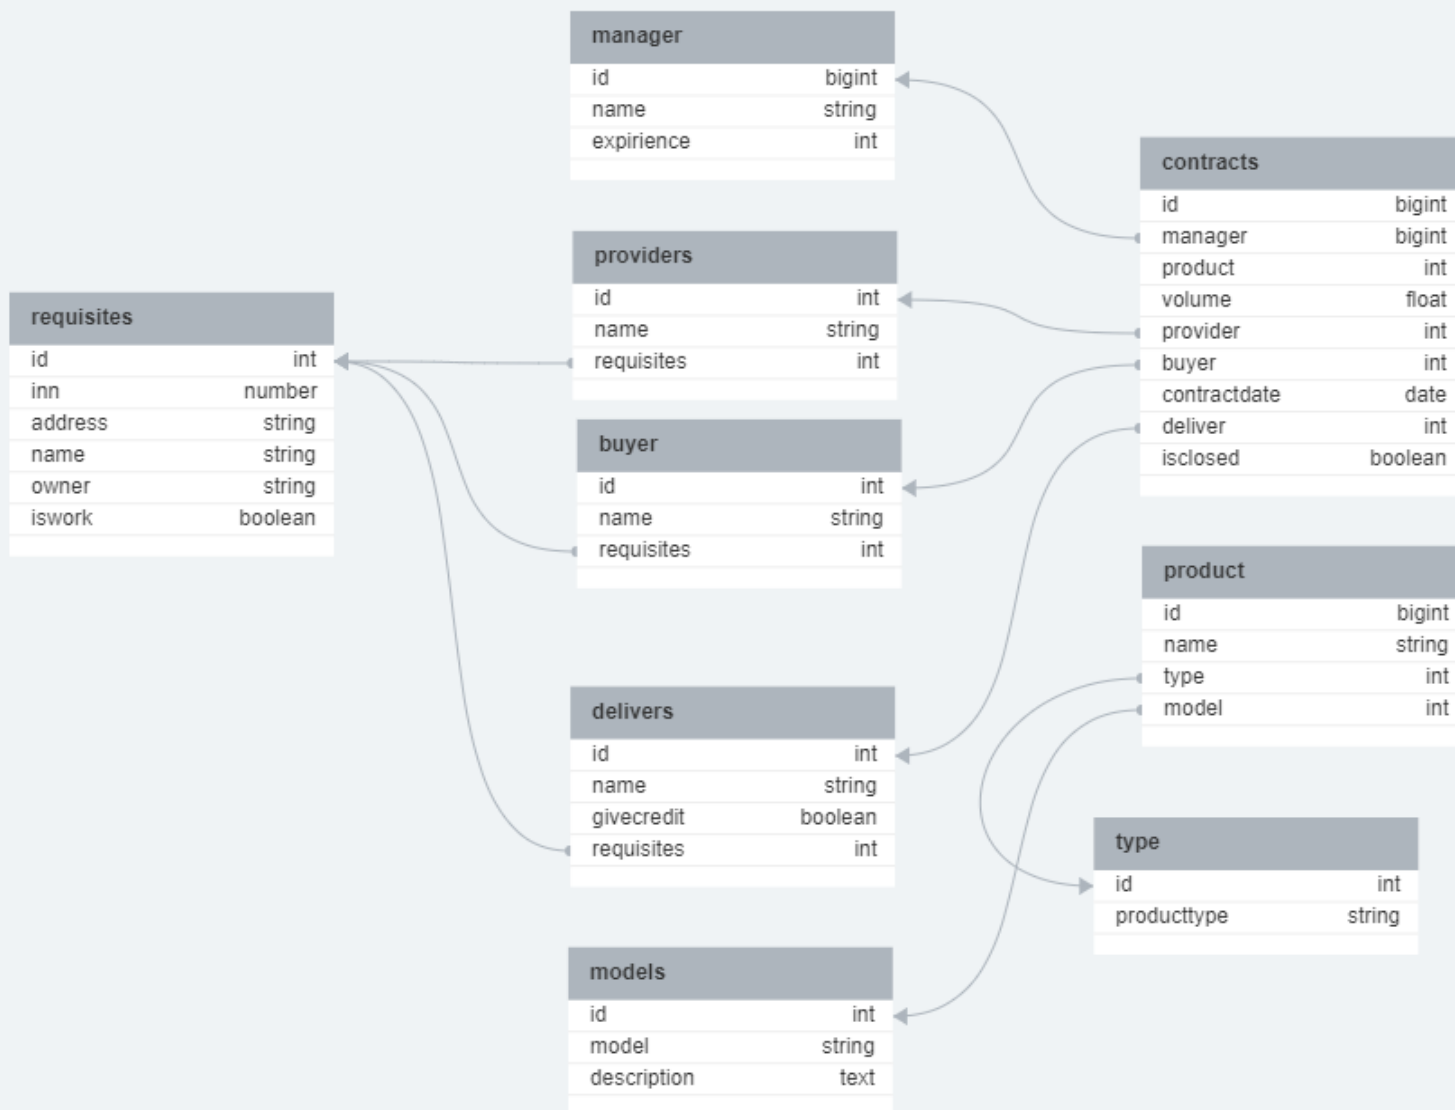 manager
id bigint
name string
expirience int
providers
id int
name string
requisites int
requisites
id int
inn number
address string
name string
owner string
iswork boolean
buyer
id int
name string
requisites int
delivers
id int
name string
givecredit boolean
requisites int
models
id int
model string
description text
contracts
id bigint
manager bigint
product int
volume float
provider int
buyer int
contractdate date
deliver int
isclosed boolean
product
id bigint
name string
type int
model int
type
id int
producttype string